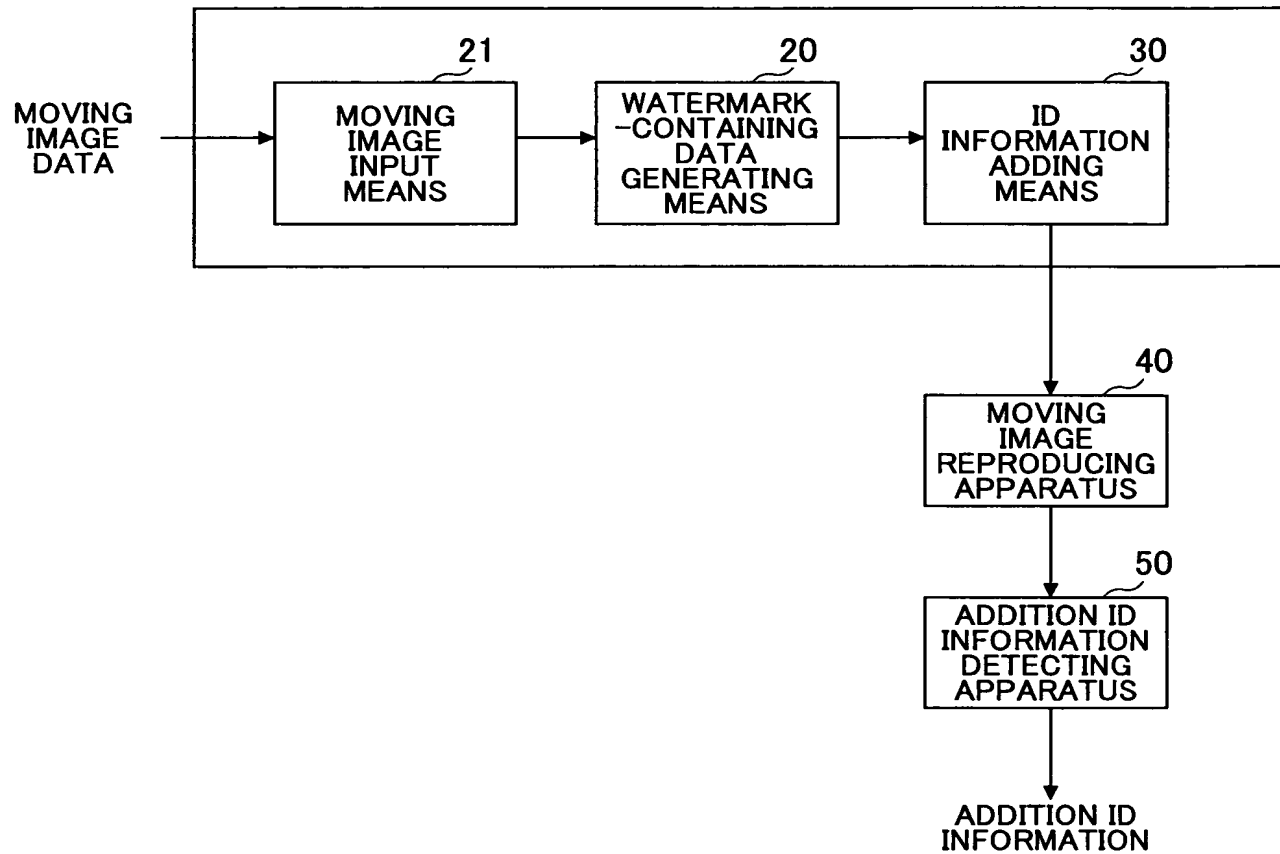 MOVING
IMAGE
DATA
21
MOVING
IMAGE
INPUT
MEANS
20
WATERMARK
-CONTAINING
DATA
GENERATING
MEANS
30
ID
INFORMATION
ADDING
MEANS
40
MOVING
IMAGE
REPRODUCING
APPARATUS
50
ADDITION ID
INFORMATION
DETECTING
APPARATUS
ADDITION ID
INFORMATION